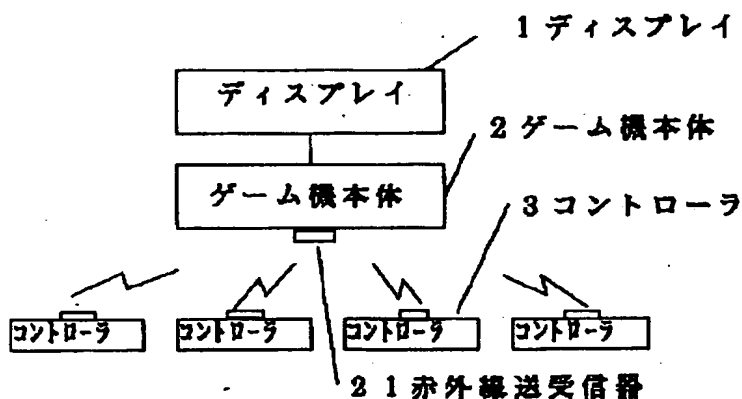 1 ディスプレイ
ディスプレイ
2 ゲーム機本体
ゲーム機本体
3 コントローラ
コントローラ コントローラ コントローラ コントローラ
2 1 赤外線送受信器